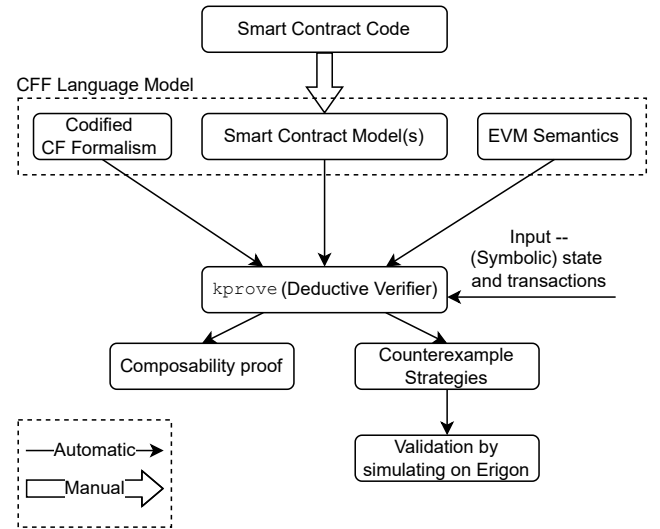 Smart Contract Code
CFF Language Model
Codified
CF Formalism
Smart Contract Model(s)
EVM Semantics
Input --
(Symbolic) state
and transactions
kprove (Deductive Verifier)
Composability proof
Counterexample
Strategies
Automatic
Manual
Validation by
simulating on Erigon